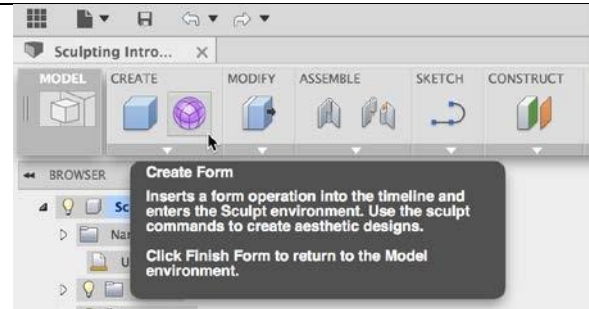 Sculpting Intro...
MODEL CREATE MODIFY ASSEMBLE SKETCH CONSTRUCT
BROWSER
Create Form
Sc
Inserts a form operation into the timeline and
enters the Sculpt environment. Use the sculpt
Na
commands to create aesthetic designs.
U
Click Finish Form to return to the Model
environment.